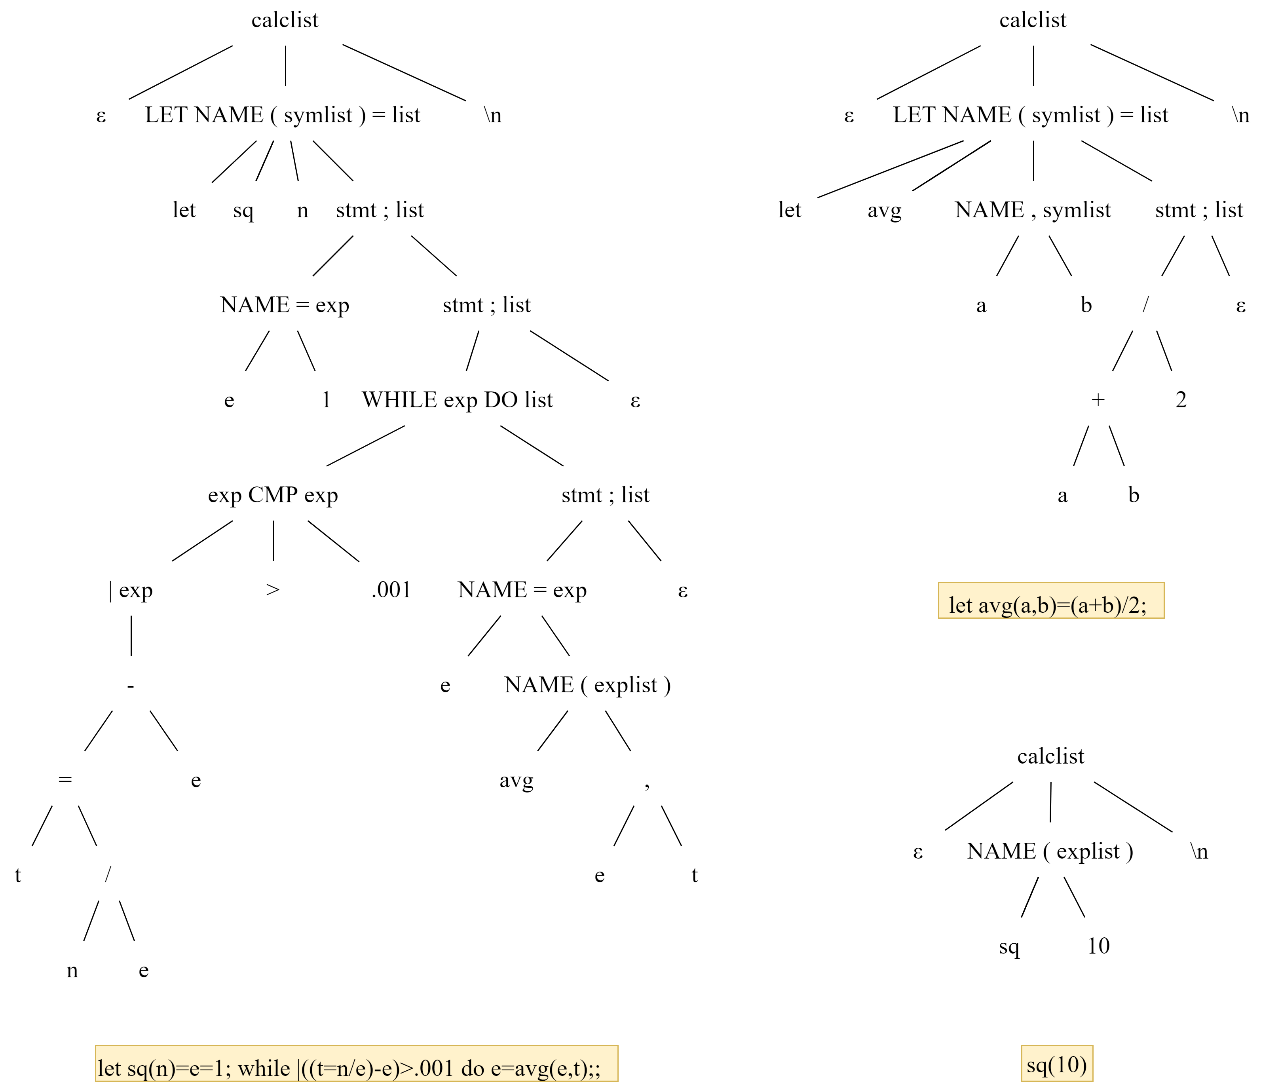 calclist
ε LET NAME ( symlist ) = list \n
let sq n stmt ; list
NAME = exp stmt ; list
e 1 WHILE exp DO list ε
exp CMP exp stmt ; list
| exp > .001 NAME = exp ε
- e NAME ( explist )
= e avg ,
t / e t
n e
let sq(n)=e=1; while |((t=n/e)-e)>.001 do e=avg(e,t);;
calclist
ε LET NAME ( symlist ) = list \n
let avg NAME , symlist stmt ; list
a b / ε
+ 2
a b
let avg(a,b)=(a+b)/2;
calclist
ε NAME ( explist ) \n
sq 10
sq(10)